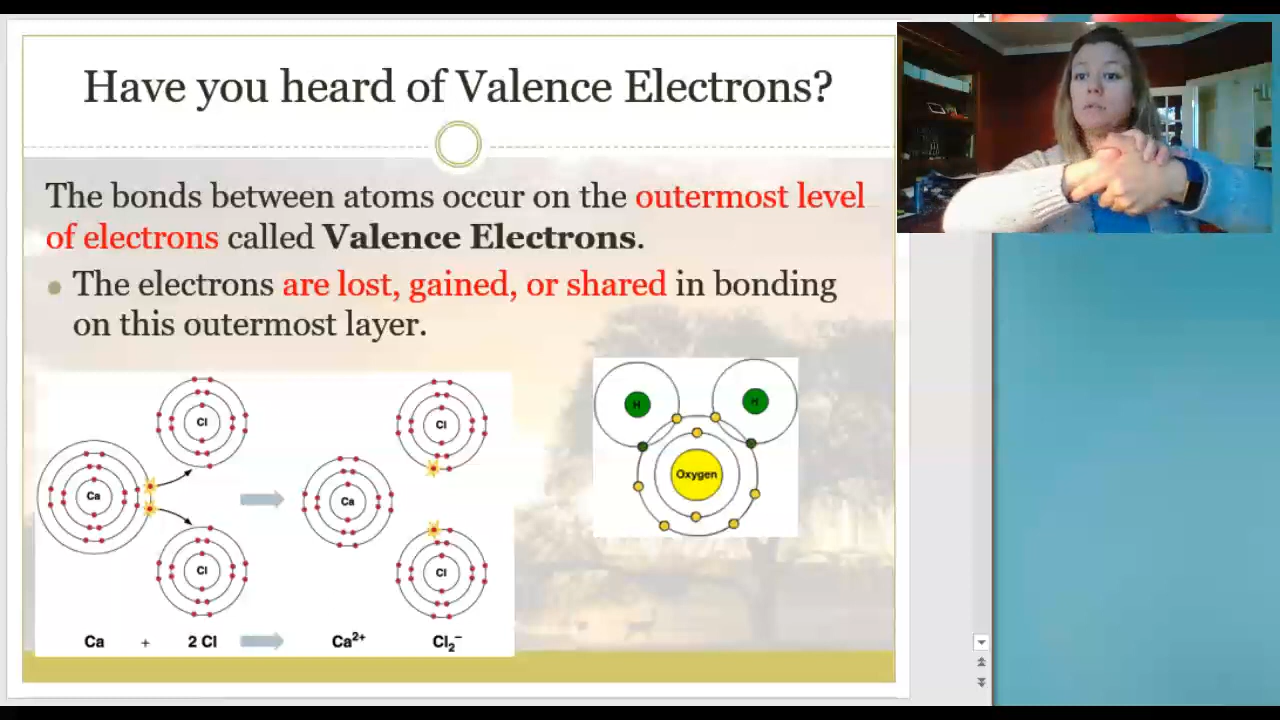 Have you heard of Valence Electrons?
The bonds between atoms occur on the outermost level
of electrons called Valence Electrons.
The electrons are lost, gained, or shared in bonding
on this outermost layer.
Cl
Cl
Ca
Ca
Cl
Cl
Ca + 2 Cl Ca2+ Cl2−
H H
Oxygen